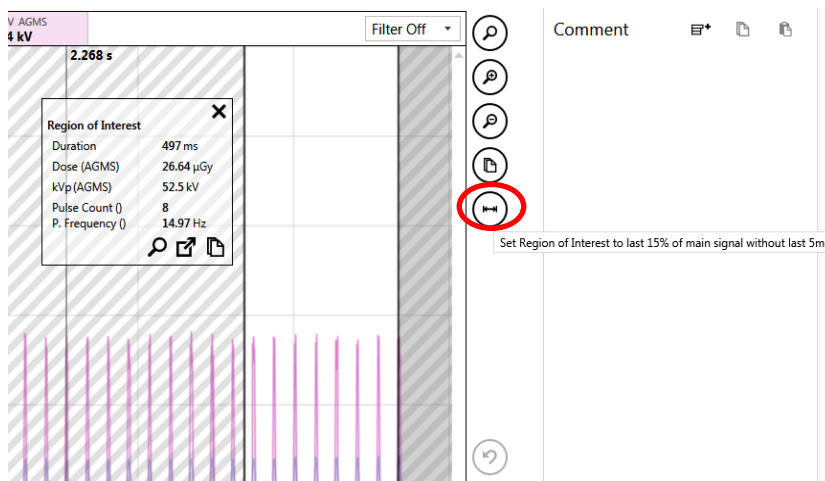 V AGMS
4 kV
Filter Off
Comment
2.268 s
Region of Interest
Duration 497 ms
Dose (AGMS) 26.64 µGy
kVp (AGMS) 52.5 kV
Pulse Count () 8
P. Frequency () 14.97 Hz
Set Region of Interest to last 15% of main signal without last 5m